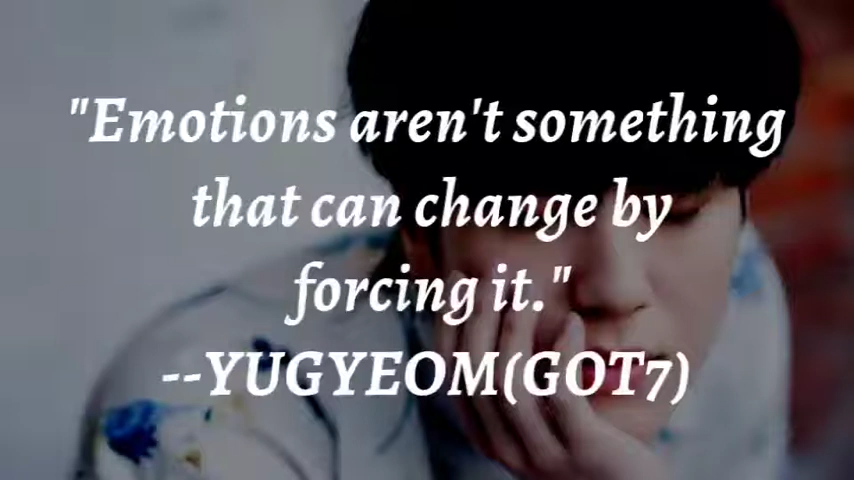 "Emotions aren't something
that can change by
forcing it."
--YUGYEOM(GOT7)